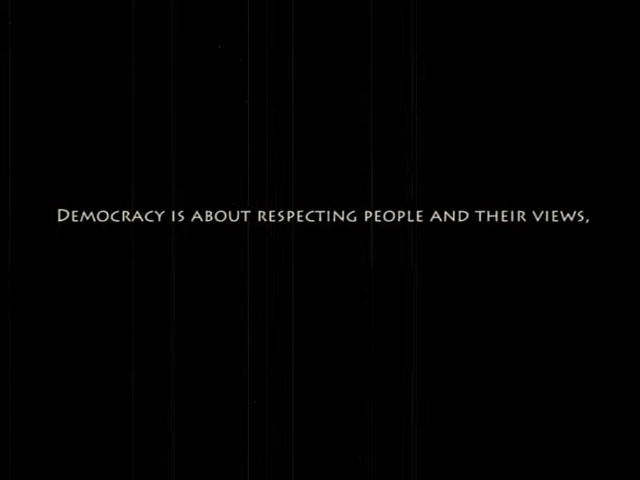 Democracy is about respecting people and their views,